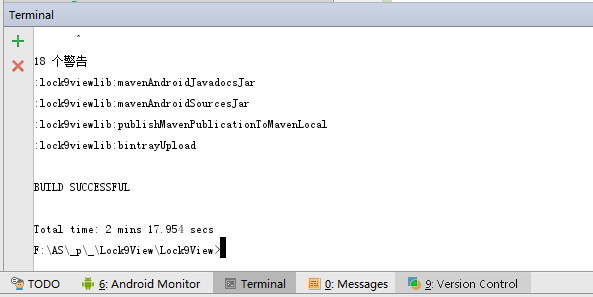 Terminal
18 个警告
:lock9viewlib:mavenAndroidJavadocsJar
:lock9viewlib:mavenAndroidSourcesJar
:lock9viewlib:publishMavenPublicationToMavenLocal
:lock9viewlib:bintrayUpload
BUILD SUCCESSFUL
Total time: 2 mins 17.954 secs
F:\AS\_p\_\Lock9View\Lock9View>
TODO 6: Android Monitor Terminal 0: Messages 9: Version Control